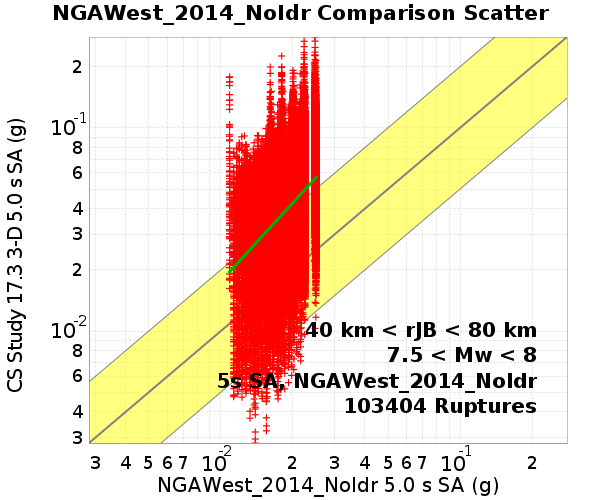 NGAWest_2014_NoIdr Comparison Scatter
CS Study 17.3 3-D 5.0 s SA (g)
2
10^-1
8
6
4
3
2
10^-2
8
6
4
3
40 km < rJB < 80 km
7.5 < Mw < 8
5s SA, NGAWest_2014_NoIdr
103404 Ruptures
3 4 5 6 7 10^-2 2 3 4 5 6 7 10^-1 2
NGAWest_2014_NoIdr 5.0 s SA (g)